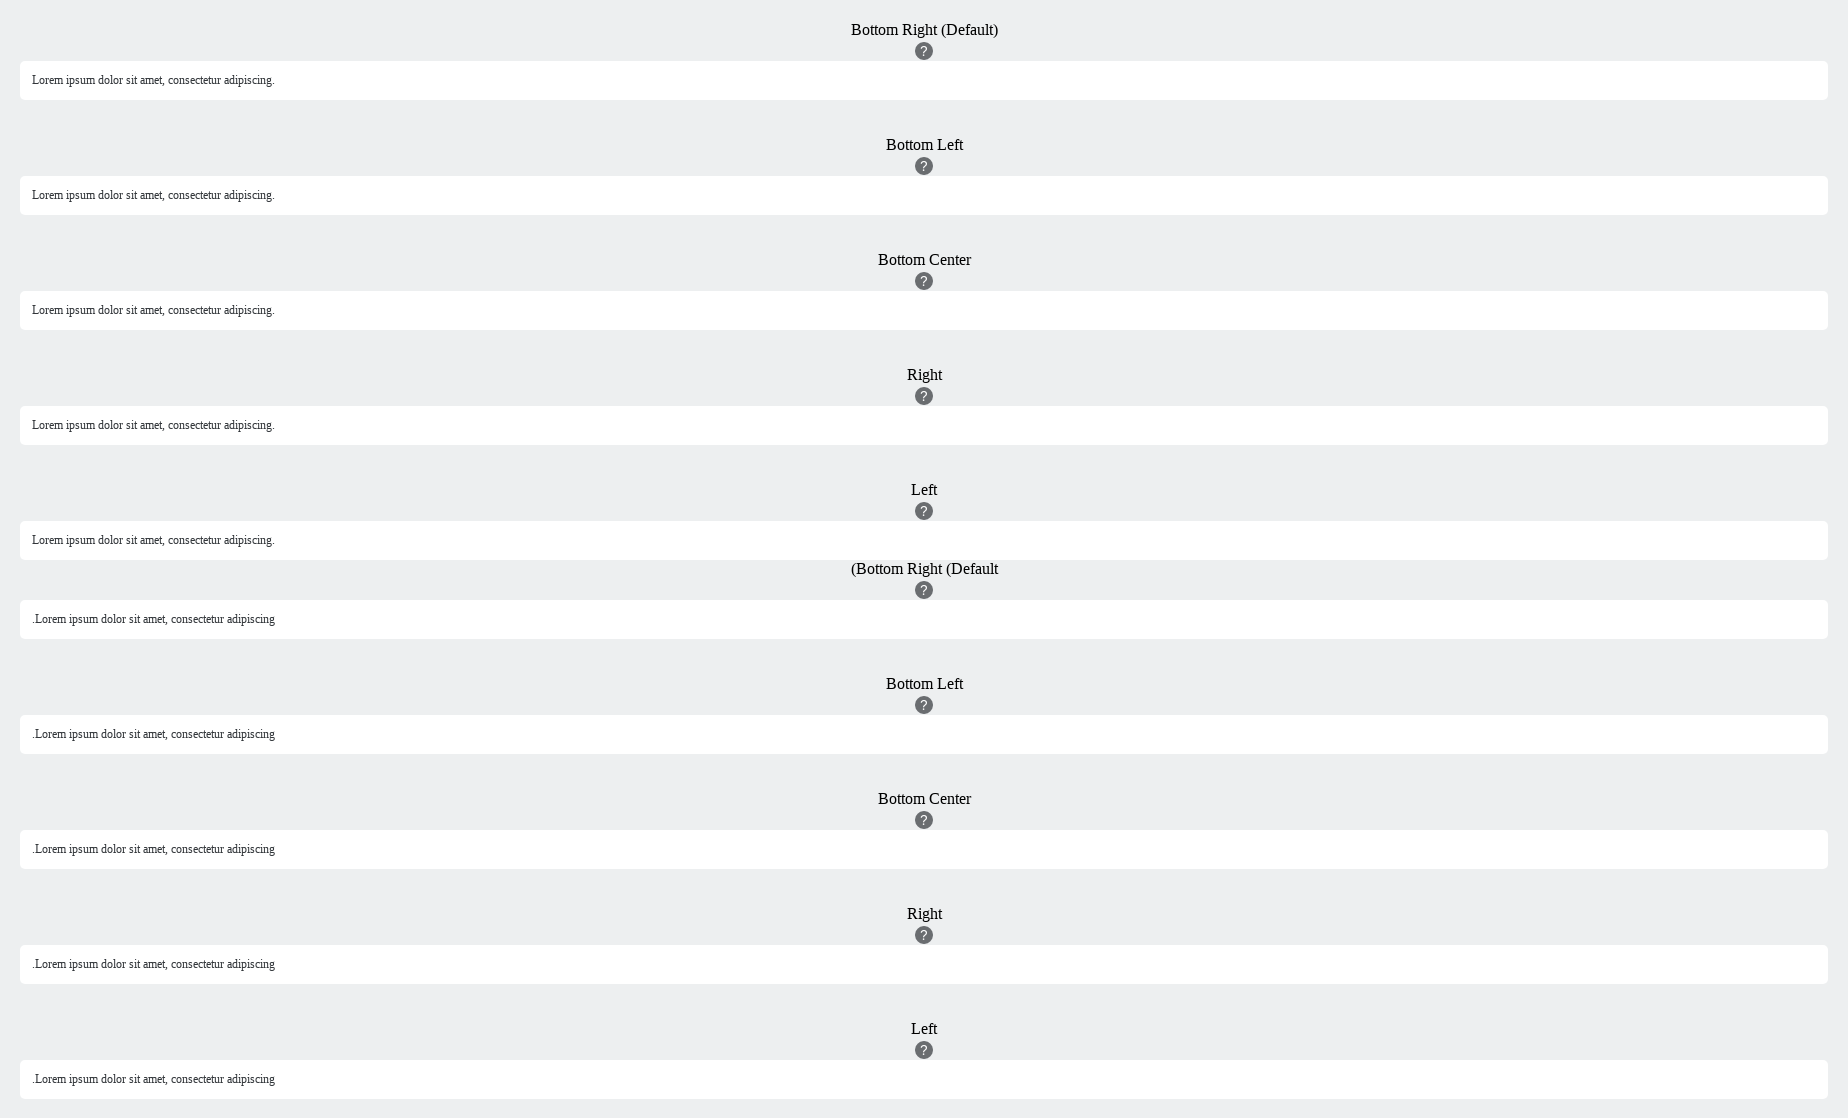 Bottom Right (Default)
?
Lorem ipsum dolor sit amet, consectetur adipiscing.
Bottom Left
?
Lorem ipsum dolor sit amet, consectetur adipiscing.
Bottom Center
?
Lorem ipsum dolor sit amet, consectetur adipiscing.
Right
?
Lorem ipsum dolor sit amet, consectetur adipiscing.
Left
?
Lorem ipsum dolor sit amet, consectetur adipiscing.
(Bottom Right (Default
?
.Lorem ipsum dolor sit amet, consectetur adipiscing
Bottom Left
?
.Lorem ipsum dolor sit amet, consectetur adipiscing
Bottom Center
?
.Lorem ipsum dolor sit amet, consectetur adipiscing
Right
?
.Lorem ipsum dolor sit amet, consectetur adipiscing
Left
?
.Lorem ipsum dolor sit amet, consectetur adipiscing